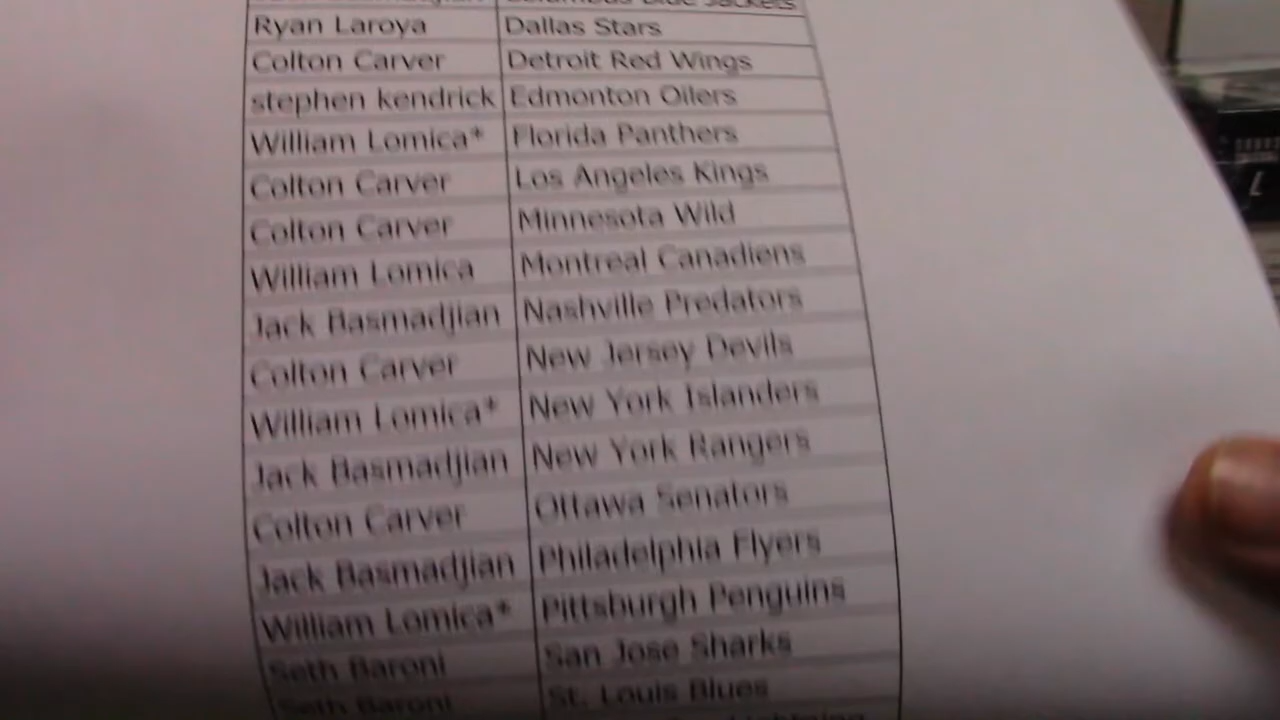 Ryan Laroya Dallas Stars
Colton Carver Detroit Red Wings
stephen kendrick Edmonton Oilers
William Lomica* Florida Panthers
Colton Carver Los Angeles Kings
Colton Carver Minnesota Wild
William Lomica Montreal Canadiens
Jack Basmadjian Nashville Predators
Colton Carver New Jersey Devils
William Lomica* New York Islanders
Jack Basmadjian New York Rangers
Colton Carver Ottawa Senators
Jack Basmadjian Philadelphia Flyers
William Lomica* Pittsburgh Penguins
Seth Baroni San Jose Sharks
Seth Baroni St. Louis Blues